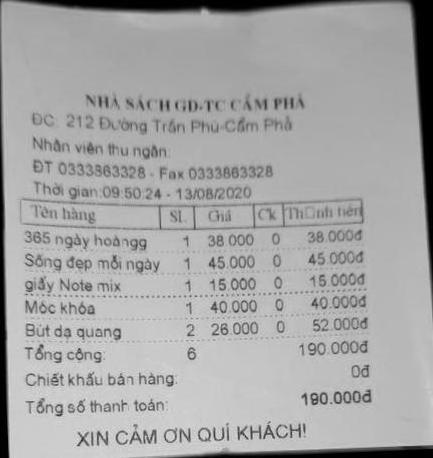 NHÀ SÁCH GD-TC CẨM PHẢ
ĐC: 212 Đường Trần Phú-Cẩm Phả
Nhân viên thu ngân:
ĐT 0333863328 - Fax 0333863328
Thời gian:09:50:24 - 13/08/2020
Tên hàng SL Giá Ck Th□nh tiền
365 ngày hoàngg 1 38.000 0 38.000đ
Sống đẹp mỗi ngày 1 45.000 0 45.000đ
giấy Note mix 1 15.000 0 15.000đ
Móc khóa 1 40.000 0 40.000đ
Bút dạ quang 2 26.000 0 52.000đ
Tổng cộng: 6 190.000đ
Chiết khấu bán hàng: 0đ
Tổng số thanh toán: 190.000đ
XIN CẢM ƠN QUÍ KHÁCH!